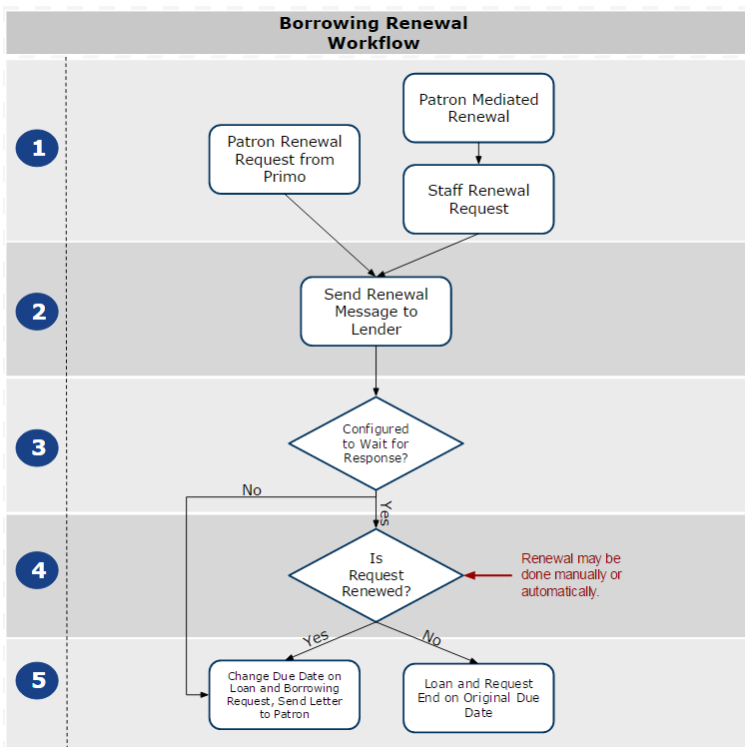 Borrowing Renewal
Workflow
1
Patron Mediated
Renewal
Patron Renewal
Request from
Primo
Staff Renewal
Request
2
Send Renewal
Message to
Lender
3
Configured
to Wait for
Response?
No
Yes
4
Is
Request
Renewed?
Renewal may be
done manually or
automatically.
Yes
No
5
Change Due Date on
Loan and Borrowing
Request, Send Letter
to Patron
Loan and Request
End on Original Due
Date